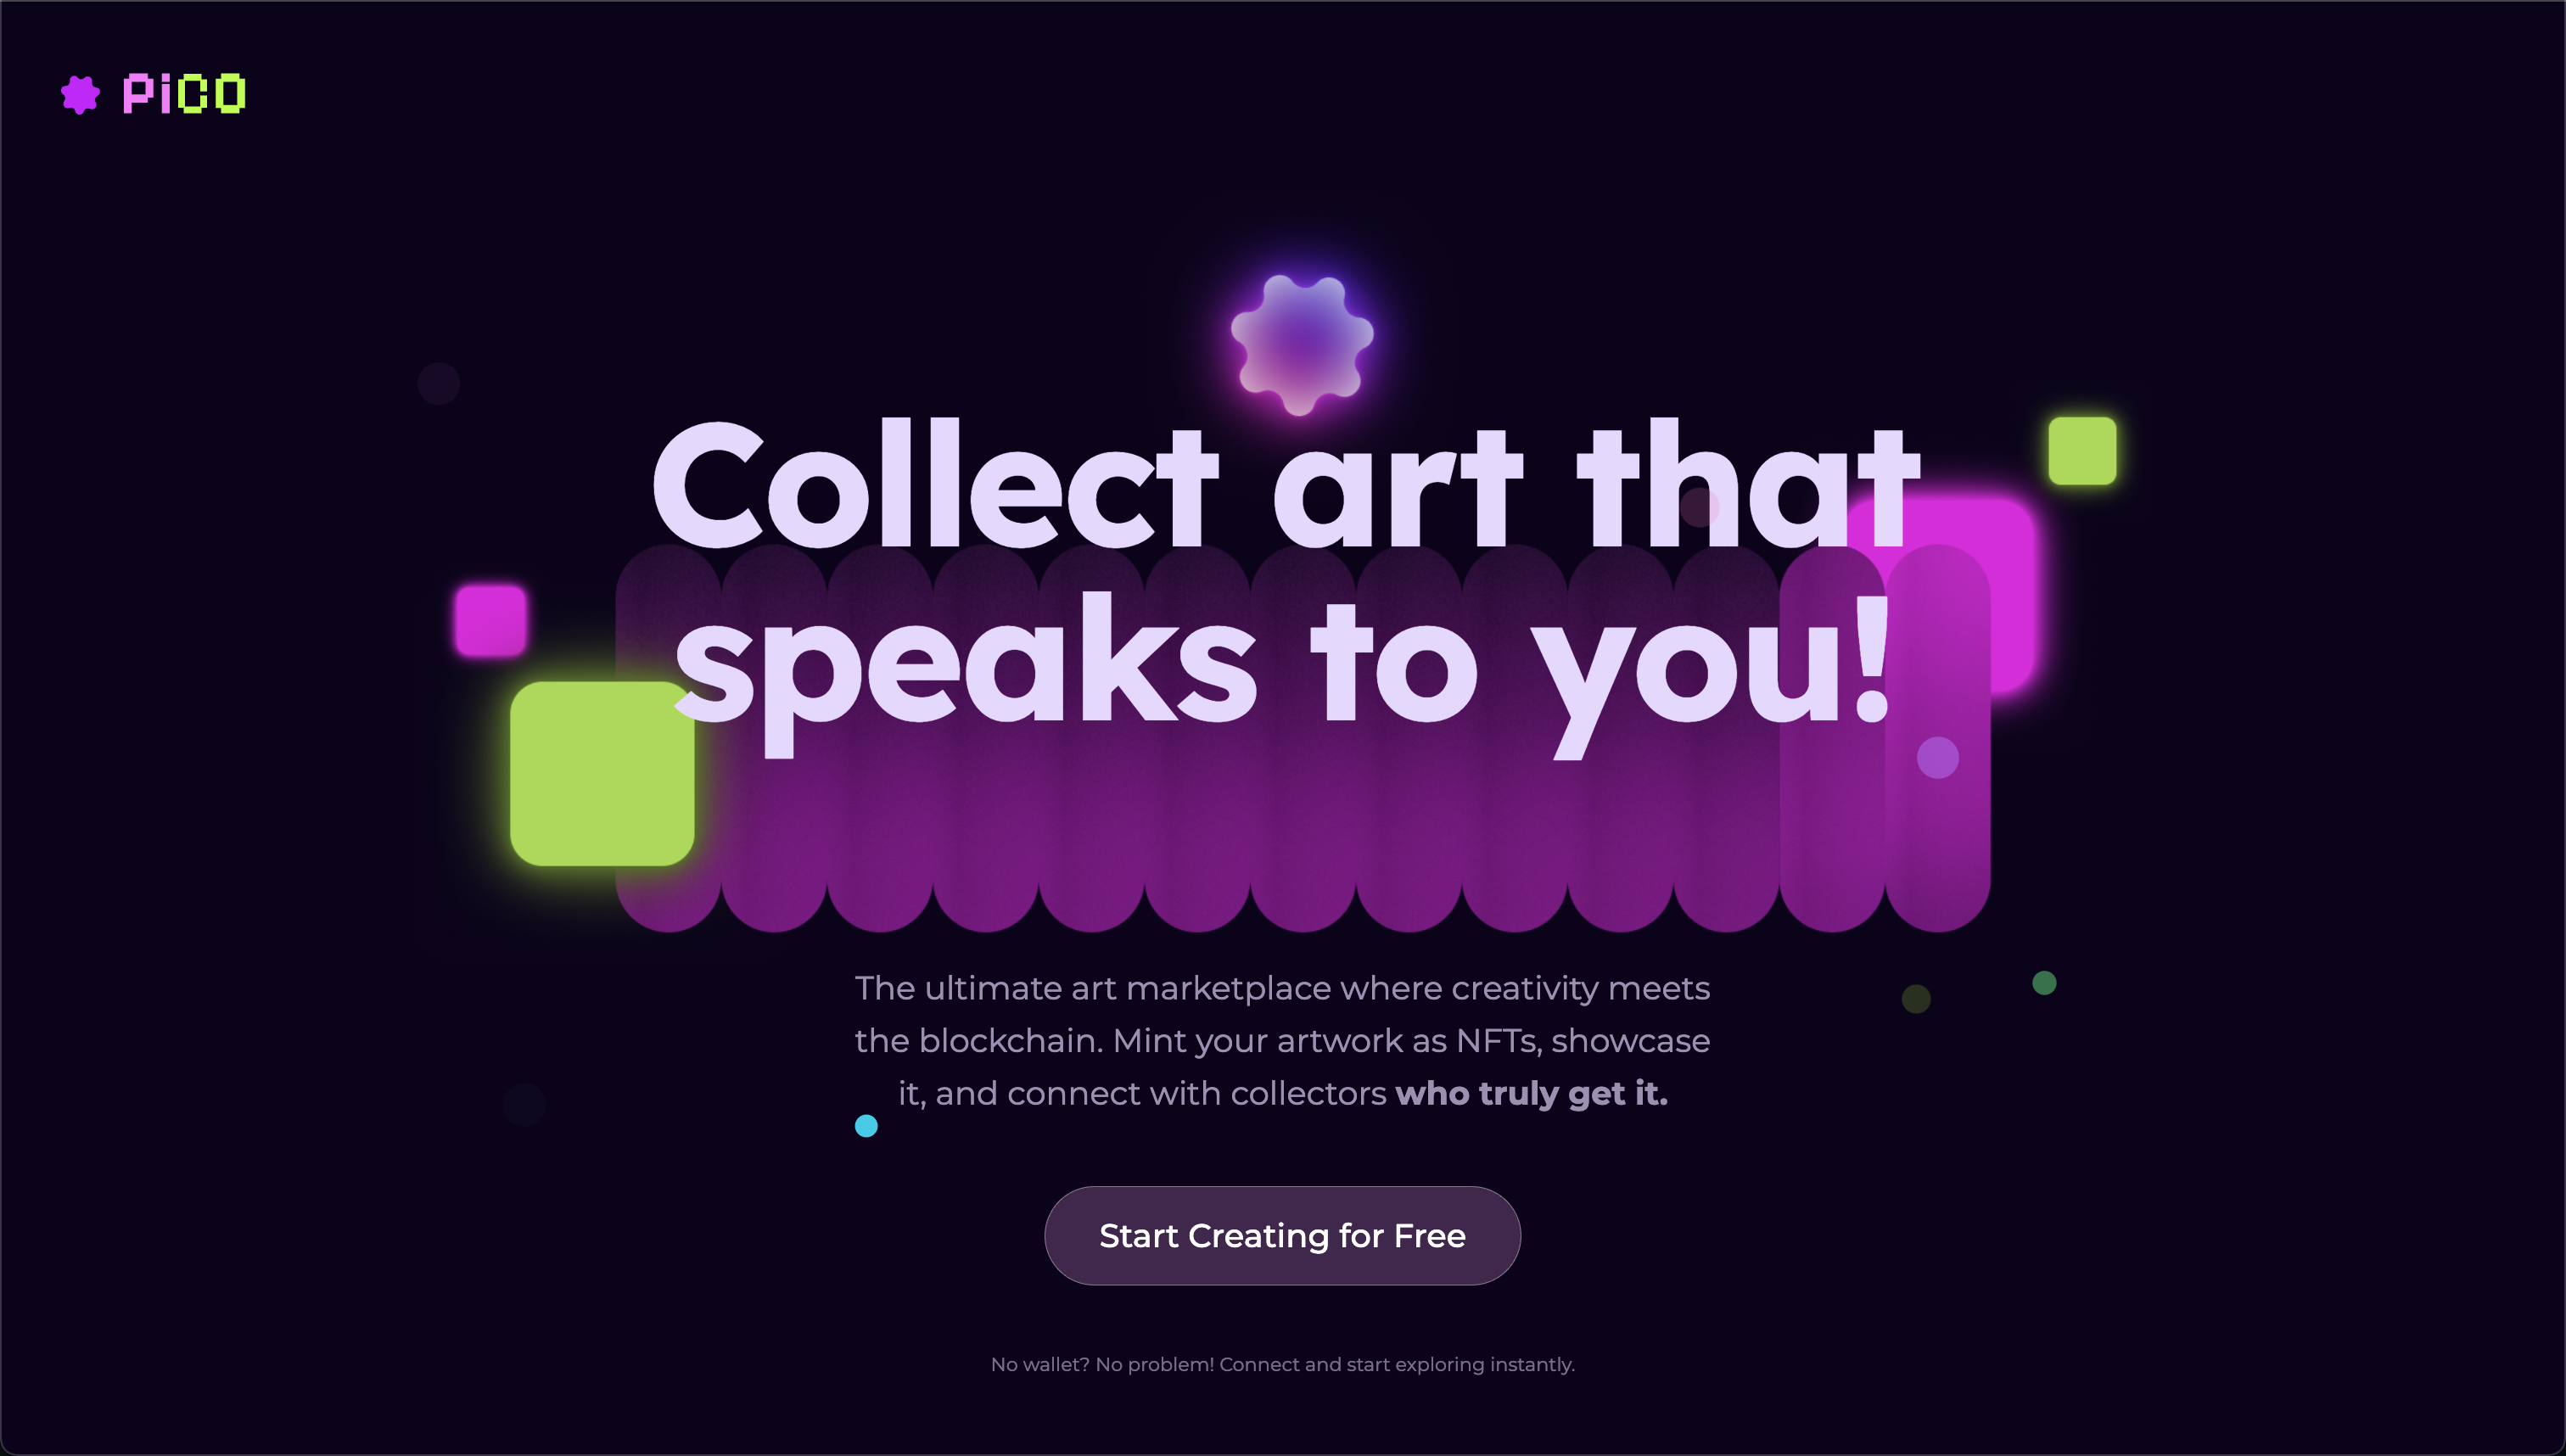 PiCO
Collect art that
speaks to you!
The ultimate art marketplace where creativity meets
the blockchain. Mint your artwork as NFTs, showcase
it, and connect with collectors who truly get it.
Start Creating for Free
No wallet? No problem! Connect and start exploring instantly.